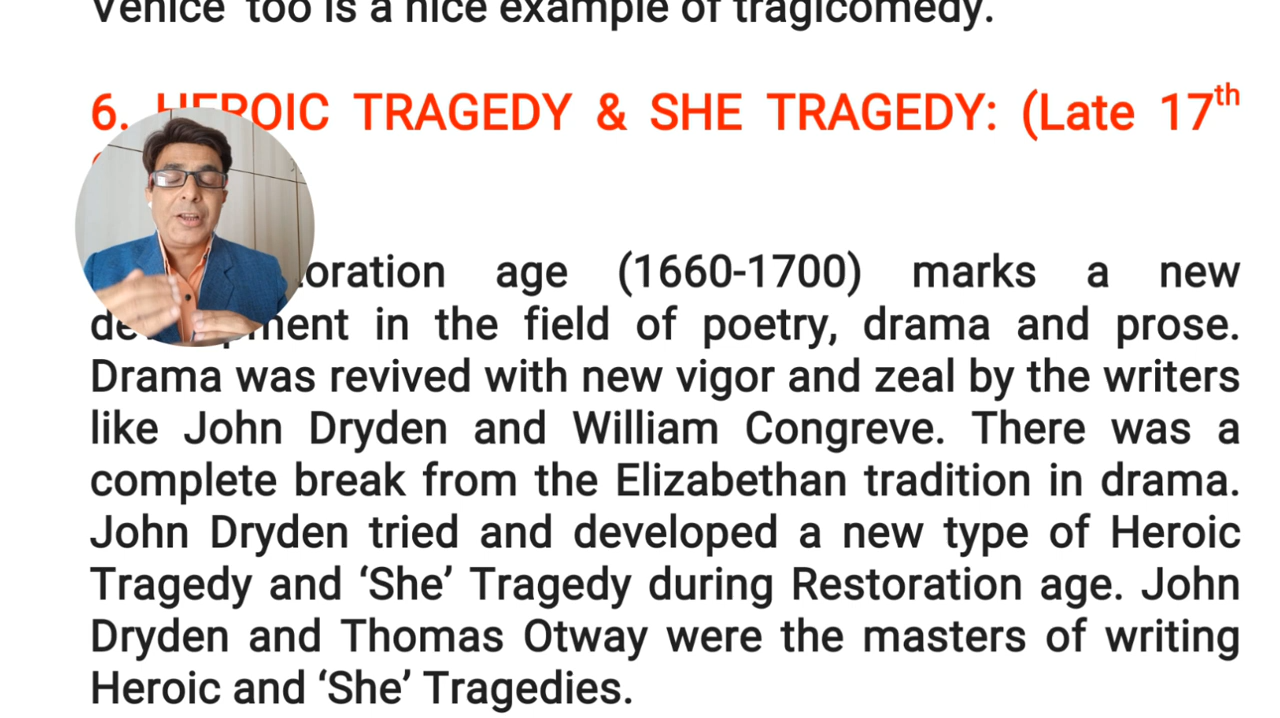 Venice' too is a nice example of tragicomedy.
6. HEROIC TRAGEDY & SHE TRAGEDY: (Late 17th
age (1660-1700) marks a new
in the field of poetry, drama and prose.
Drama was revived with new vigor and zeal by the writers
like John Dryden and William Congreve. There was a
complete break from the Elizabethan tradition in drama.
John Dryden tried and developed a new type of Heroic
Tragedy and ‘She’ Tragedy during Restoration age. John
Dryden and Thomas Otway were the masters of writing
Heroic and ‘She’ Tragedies.